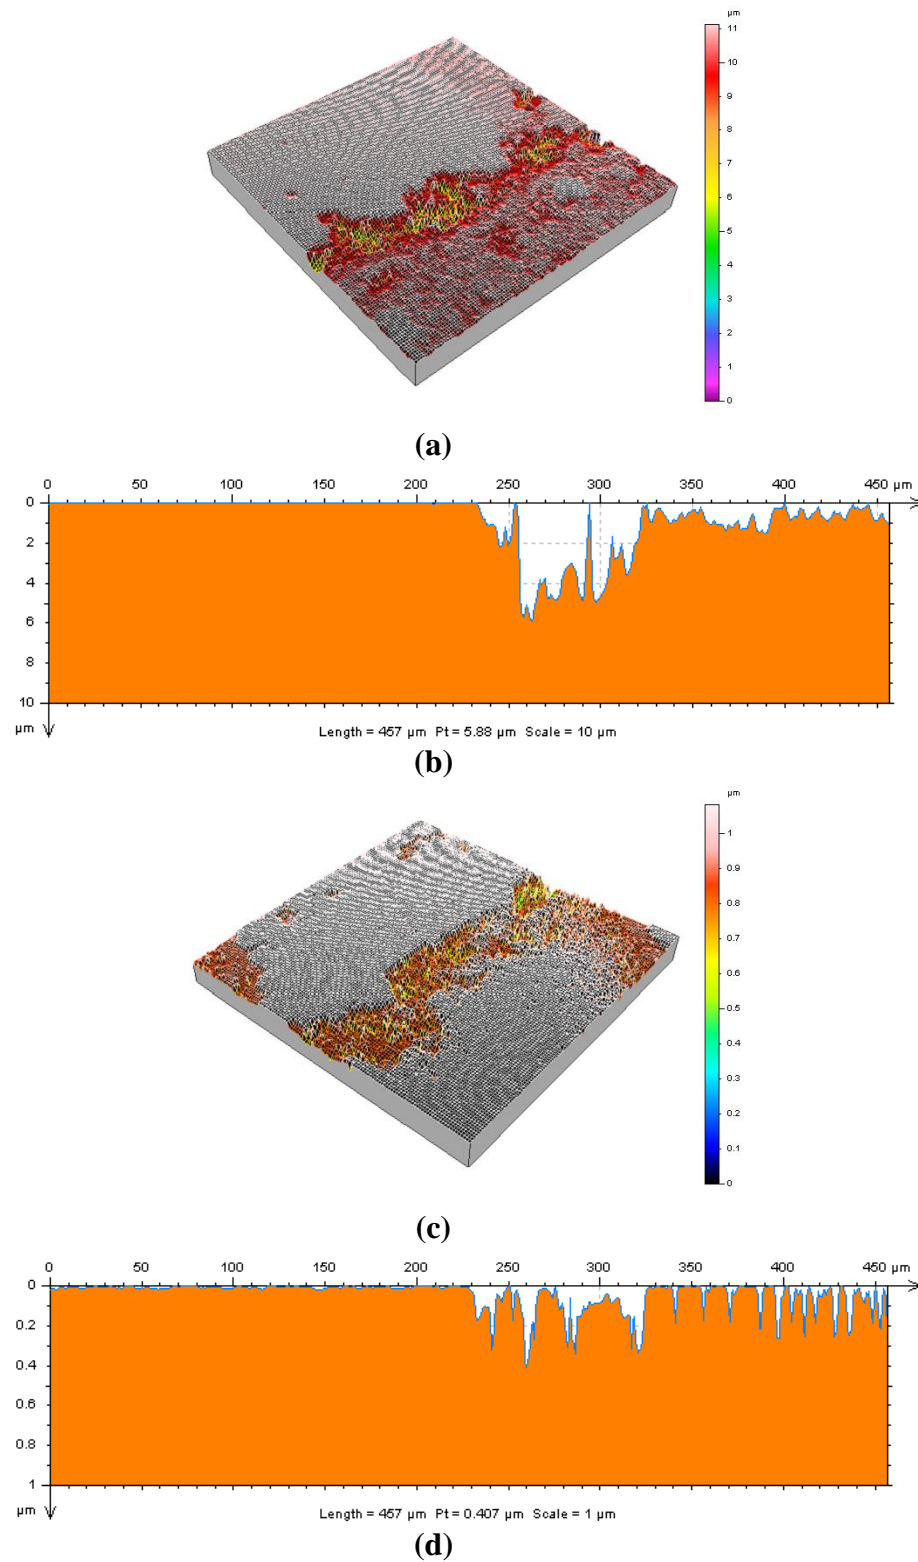 µm
11
10
9
8
7
6
5
4
3
2
1
0
(a)
0 50 100 150 200 250 300 350 400 450 µm
0
2
4
6
8
10
µm
Length = 457 µm Pt = 5.88 µm Scale = 10 µm
(b)
µm
1
0.9
0.8
0.7
0.6
0.5
0.4
0.3
0.2
0.1
0
(c)
0 50 100 150 200 250 300 350 400 450 µm
0
0.2
0.4
0.6
0.8
1
µm
Length = 457 µm Pt = 0.407 µm Scale = 1 µm
(d)